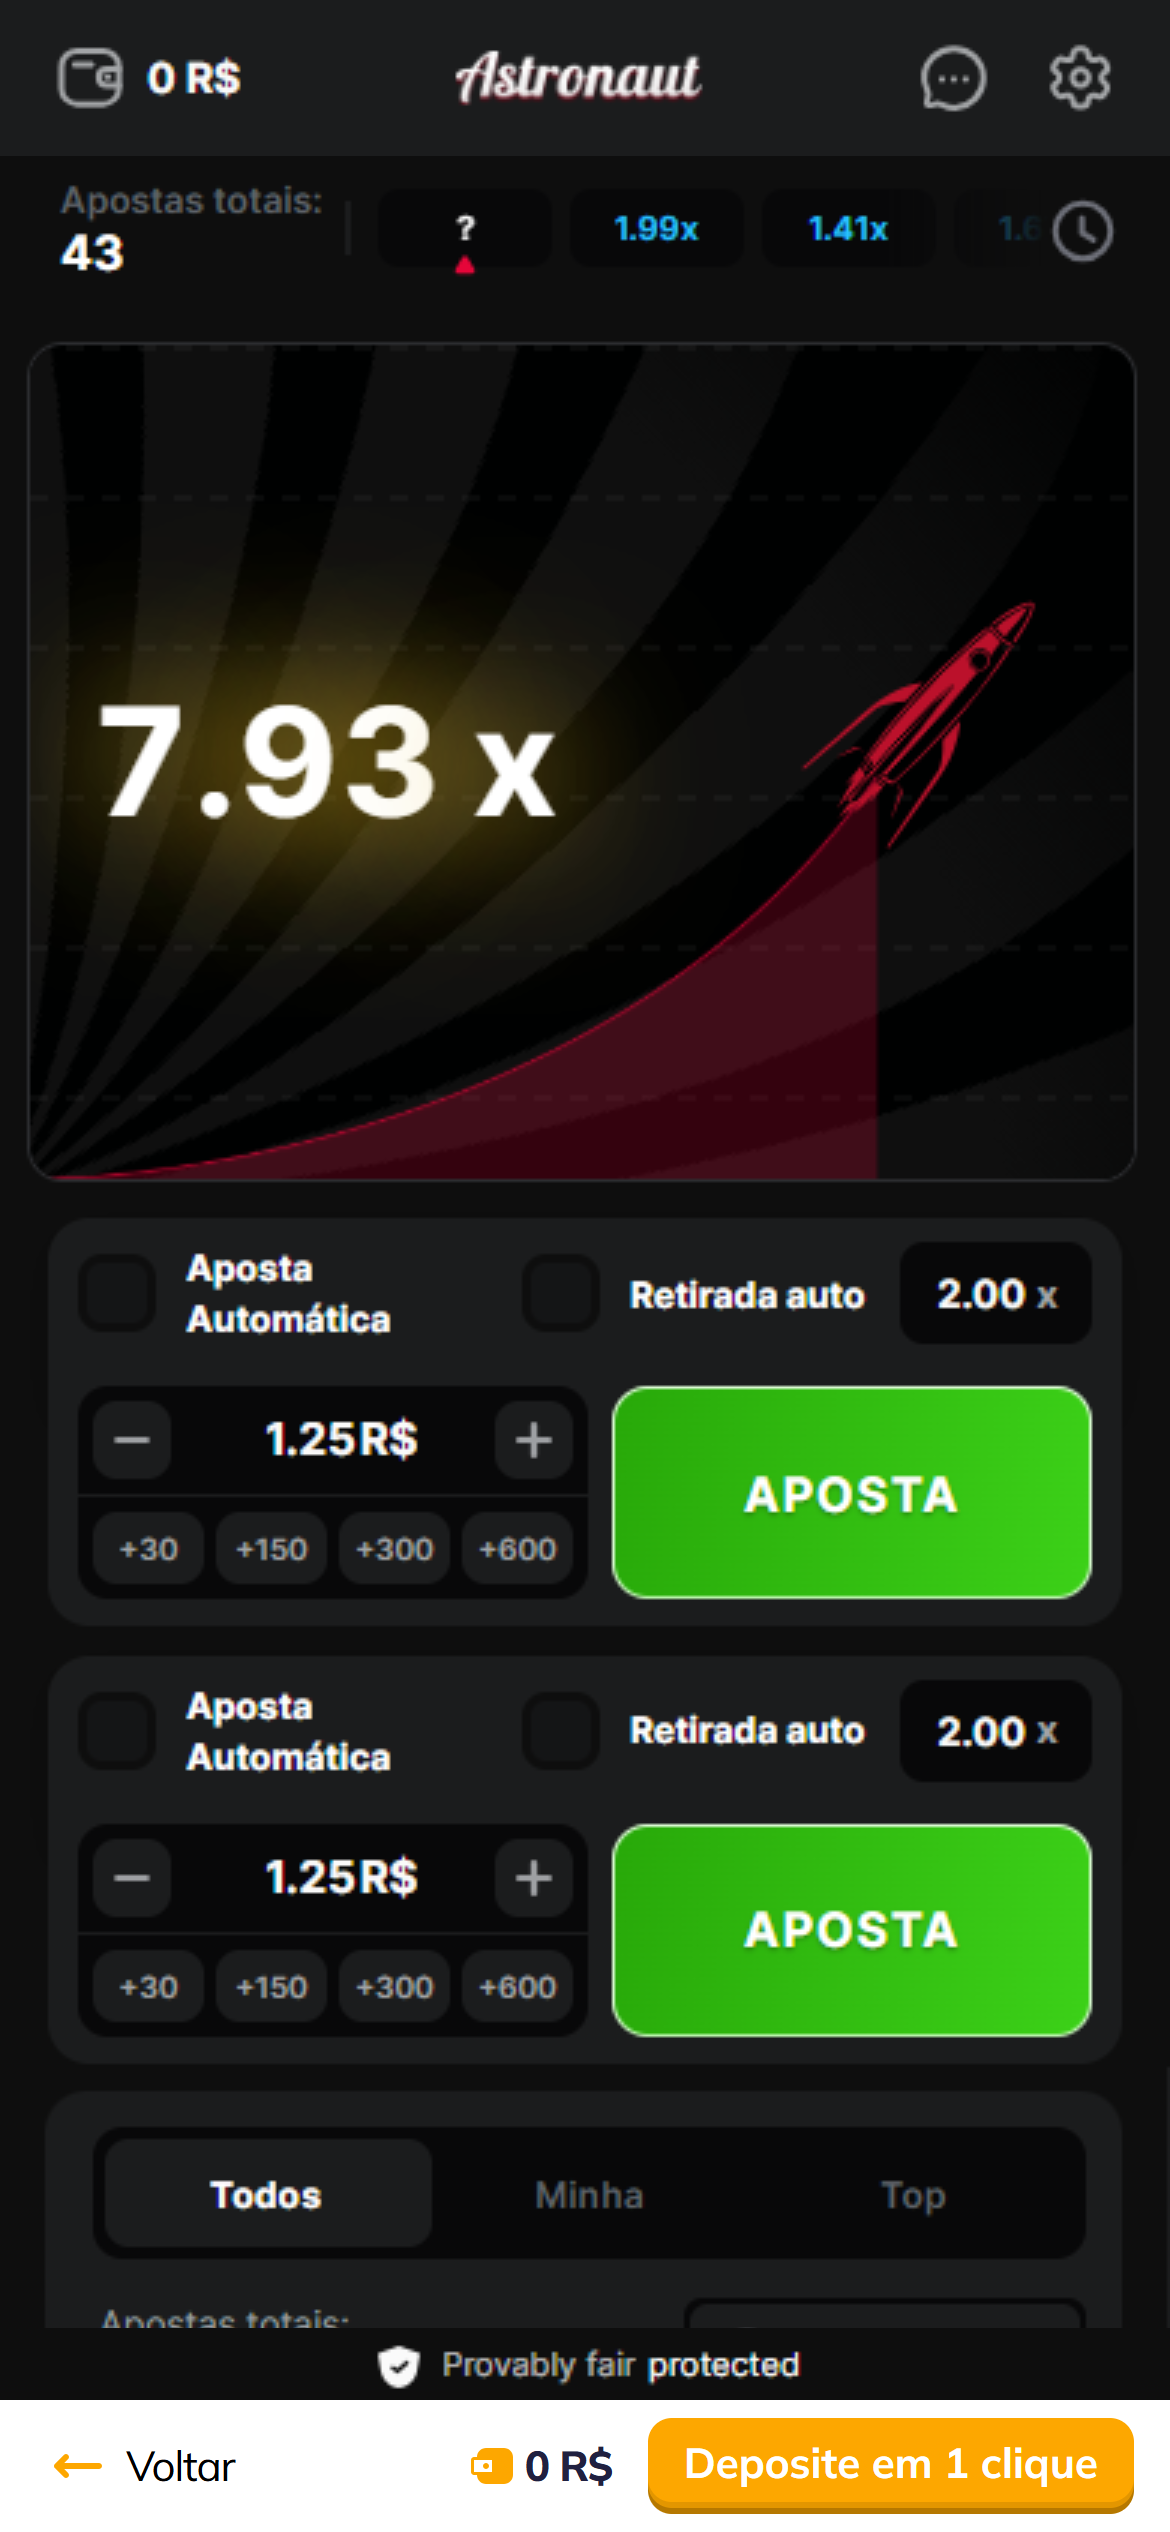 0 R$
Astronaut
Apostas totais:
43
?
1.99x
1.41x
1.6
7.93 x
Aposta
Automática
Retirada auto
2.00 x
1.25R$
+30
+150
+300
+600
APOSTA
Aposta
Automática
Retirada auto
2.00 x
1.25R$
+30
+150
+300
+600
APOSTA
Todos
Minha
Top
Apostas totais:
Provably fair protected
Voltar
0 R$
Deposite em 1 clique